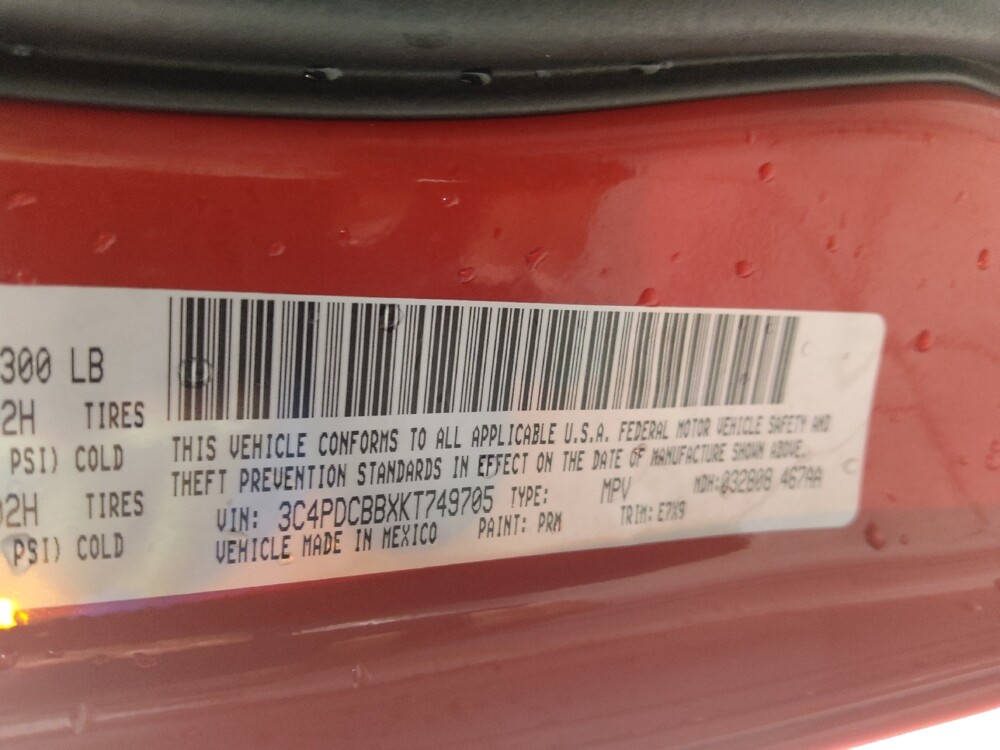 300 LB
2H TIRES
PSI) COLD
02H TIRES
PSI) COLD
THIS VEHICLE CONFORMS TO ALL APPLICABLE U.S.A. FEDERAL MOTOR VEHICLE SAFETY AND
THEFT PREVENTION STANDARDS IN EFFECT ON THE DATE OF MANUFACTURE SHOWN ABOVE.
VIN: 3C4PDCBBXKT749705 TYPE: MPV MDH: 032808 467AA
VEHICLE MADE IN MEXICO PAINT: PRM TRIM: E7X9